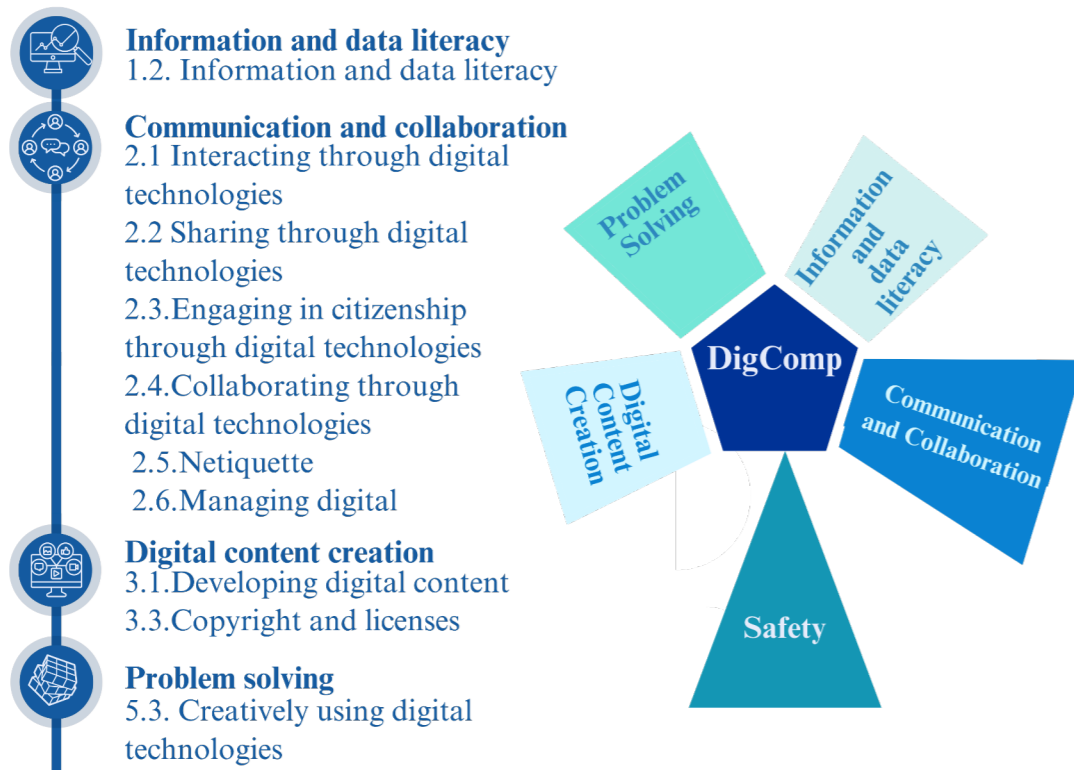 Information and data literacy
1.2. Information and data literacy
Communication and collaboration
2.1 Interacting through digital
technologies
2.2 Sharing through digital
technologies
2.3.Engaging in citizenship
through digital technologies
2.4.Collaborating through
digital technologies
2.5.Netiquette
2.6.Managing digital
Digital content creation
3.1.Developing digital content
3.3.Copyright and licenses
Problem solving
5.3. Creatively using digital
technologies
Problem
Solving
Information
and
data
literacy
DigComp
Digital
Content
Creation
Communication
and Collaboration
Safety